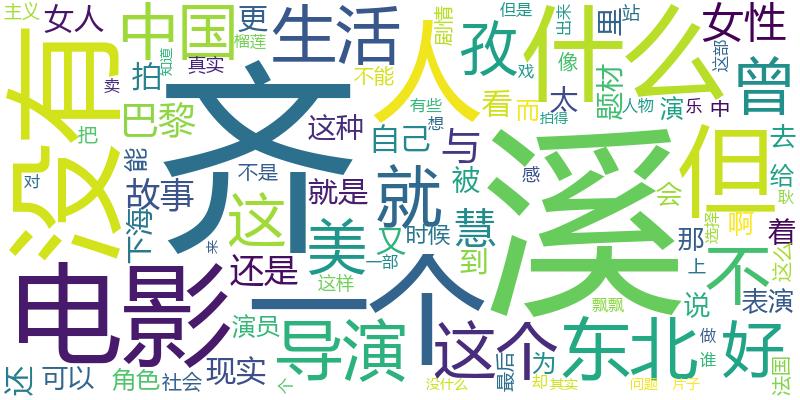 主义
女人
中国
更
生活
人
剧情
但是
孜
什么
出来
里
站
女性
榴莲
知道
真实
卖
拍
不能
没有
齐
像
戏
这部
曾
题材
人物
演
乐
中
把
巴黎
这种
有些
看
而
太
想
拍得
自己
与
溪
但
去
给
对
能
故事
不是
就是
就
被
感
会
选择
啊
哭
下海
这
美
又
时候
慧
到
那
着
来
还是
一部
不
上
这么
电影
一个
这样
飘飘
说
表演
演员
导演
这个
东北
好
做
谁
还
可以
角色
社会
现实
个
没什么
最后
为
却
其实
问题
片子
法国